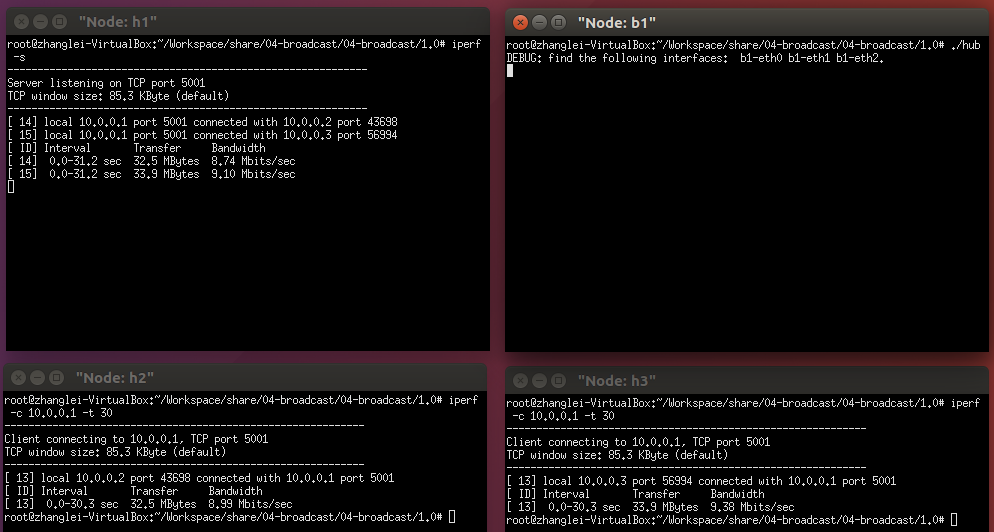 "Node: h1"
root@zhanglei-VirtualBox:~/Workspace/share/04-broadcast/04-broadcast/1.0# iperf
-s
------------------------------------------------------------
Server listening on TCP port 5001
TCP window size: 85.3 KByte (default)
------------------------------------------------------------
[ 14] local 10.0.0.1 port 5001 connected with 10.0.0.2 port 43698
[ 15] local 10.0.0.1 port 5001 connected with 10.0.0.3 port 56994
[ ID] Interval       Transfer     Bandwidth
[ 14]  0.0-31.2 sec  32.5 MBytes  8.74 Mbits/sec
[ 15]  0.0-31.2 sec  33.9 MBytes  9.10 Mbits/sec
"Node: b1"
root@zhanglei-VirtualBox:~/Workspace/share/04-broadcast/04-broadcast/1.0# ./hub
DEBUG: find the following interfaces:  b1-eth0 b1-eth1 b1-eth2.
"Node: h2"
root@zhanglei-VirtualBox:~/Workspace/share/04-broadcast/04-broadcast/1.0# iperf
-c 10.0.0.1 -t 30
------------------------------------------------------------
Client connecting to 10.0.0.1, TCP port 5001
TCP window size: 85.3 KByte (default)
------------------------------------------------------------
[ 13] local 10.0.0.2 port 43698 connected with 10.0.0.1 port 5001
[ ID] Interval       Transfer     Bandwidth
[ 13]  0.0-30.3 sec  32.5 MBytes  8.99 Mbits/sec
root@zhanglei-VirtualBox:~/Workspace/share/04-broadcast/04-broadcast/1.0#
"Node: h3"
root@zhanglei-VirtualBox:~/Workspace/share/04-broadcast/04-broadcast/1.0# iperf
-c 10.0.0.1 -t 30
------------------------------------------------------------
Client connecting to 10.0.0.1, TCP port 5001
TCP window size: 85.3 KByte (default)
------------------------------------------------------------
[ 13] local 10.0.0.3 port 56994 connected with 10.0.0.1 port 5001
[ ID] Interval       Transfer     Bandwidth
[ 13]  0.0-30.3 sec  33.9 MBytes  9.38 Mbits/sec
root@zhanglei-VirtualBox:~/Workspace/share/04-broadcast/04-broadcast/1.0#